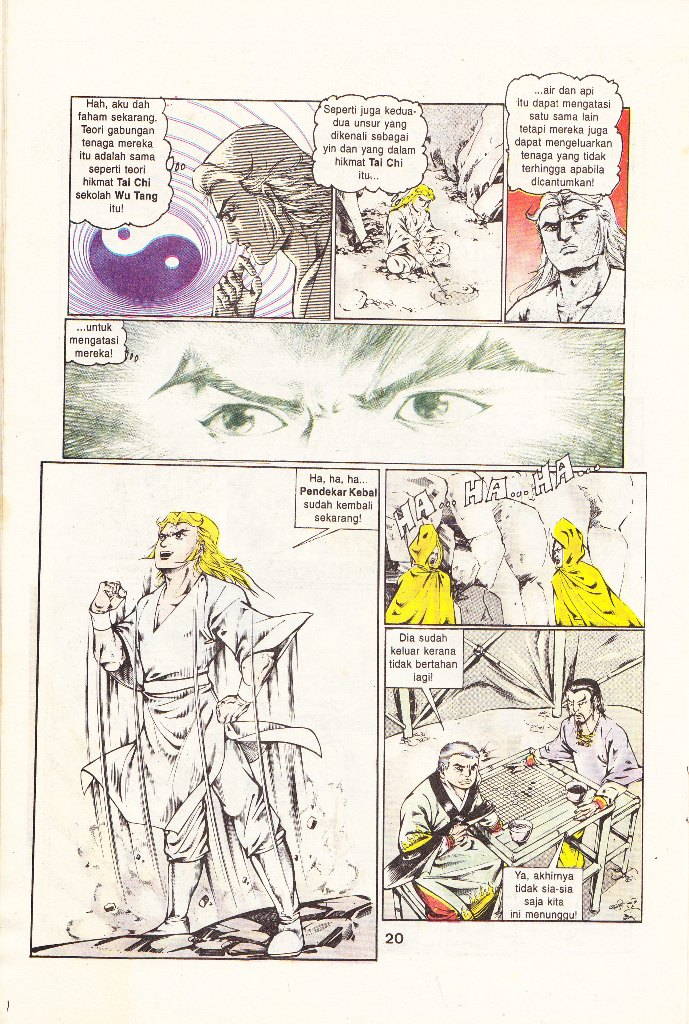 Hah, aku dah
faham sekarang.
Teori gabungan
tenaga mereka
itu adalah sama
seperti teori
hikmat Tai Chi
sekolah Wu Tang
itu!
Seperti juga kedua-
dua unsur yang
dikenali sebagai
yin dan yang dalam
hikmat Tai Chi
itu...
...air dan api
itu dapat mengatasi
satu sama lain
tetapi mereka juga
dapat mengeluarkan
tenaga yang tidak
terhingga apabila
dicantumkan!
...untuk
mengatasi
mereka!
Ha, ha, ha...
Pendekar Kebal
sudah kembali
sekarang!
HA... HA... HA...
Dia sudah
keluar kerana
tidak bertahan
lagi!
Ya, akhirnya
tidak sia-sia
saja kita
ini menunggu!
20